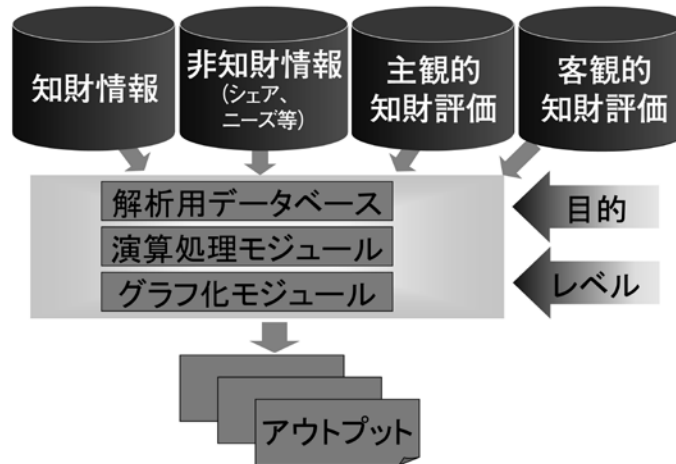 知財情報
非知財情報
(シェア、
ニーズ等)
主観的
知財評価
客観的
知財評価
解析用データベース
演算処理モジュール
グラフ化モジュール
目的
レベル
アウトプット